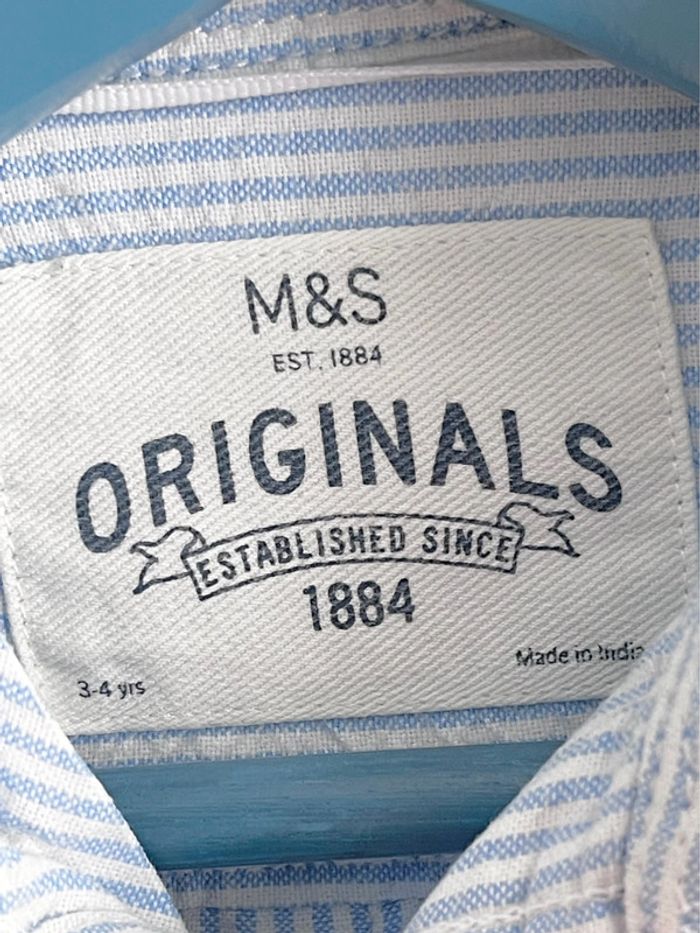 M&S
EST. 1884
ORIGINALS
ESTABLISHED SINCE
1884
3-4 yrs
Made in India